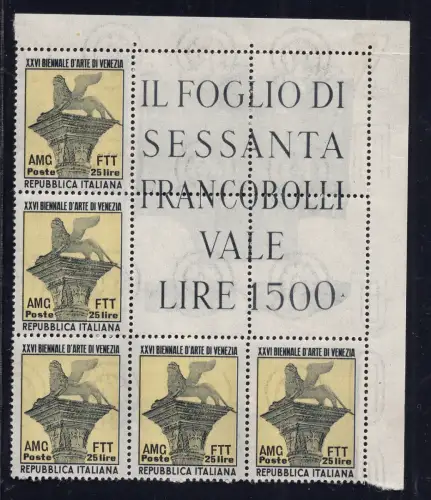 XXVI BIENNALE D'ARTE DI VENEZIA
AMG FTT
Poste 25 lire
REPUBBLICA ITALIANA
IL FOGLIO DI
SESSANTA
FRANCOBOLLI
VALE
LIRE 1500
XXVI BIENNALE D'ARTE DI VENEZIA
AMG FTT
Poste 25 lire
REPUBBLICA ITALIANA
XXVI BIENNALE D'ARTE DI VENEZIA
AMG FTT
Poste 25 lire
REPUBBLICA ITALIANA
XXVI BIENNALE D'ARTE DI VENEZIA
AMG FTT
Poste 25 lire
REPUBBLICA ITALIANA
XXVI BIENNALE D'ARTE DI VENEZIA
AMG FTT
Poste 25 lire
REPUBBLICA ITALIANA